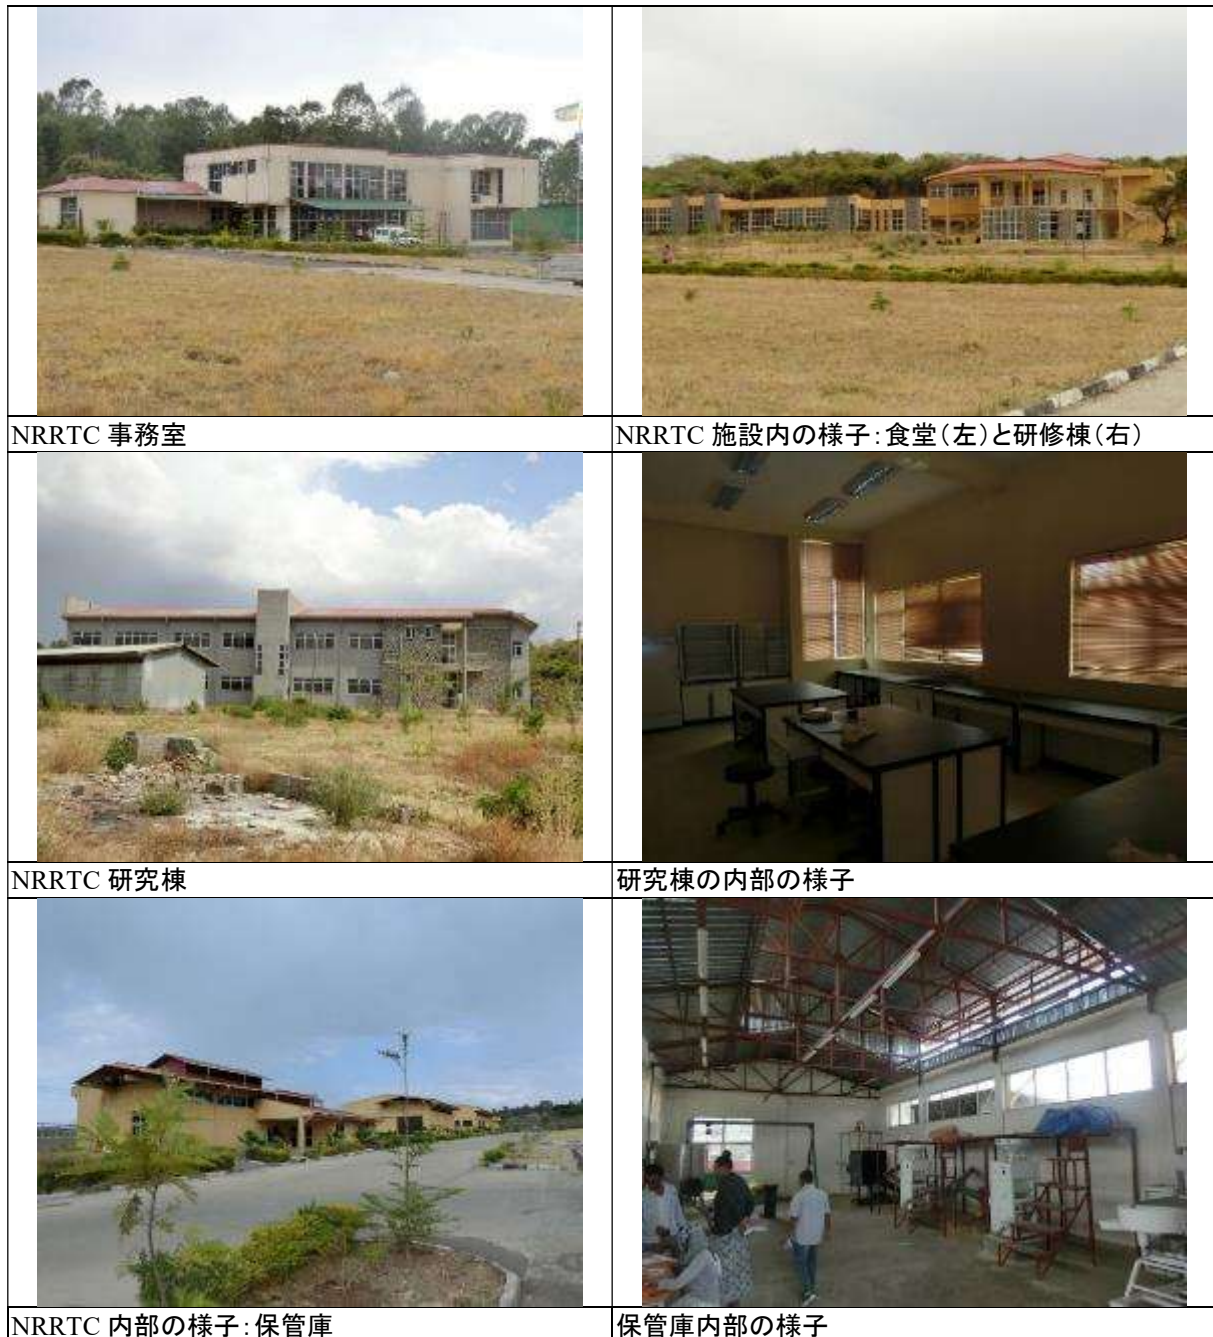 NRRTC 事務室
NRRTC 施設内の様子：食堂（左）と研修棟（右）
NRRTC 研究棟
研究棟の内部の様子
NRRTC 内部の様子：保管庫
保管庫内部の様子